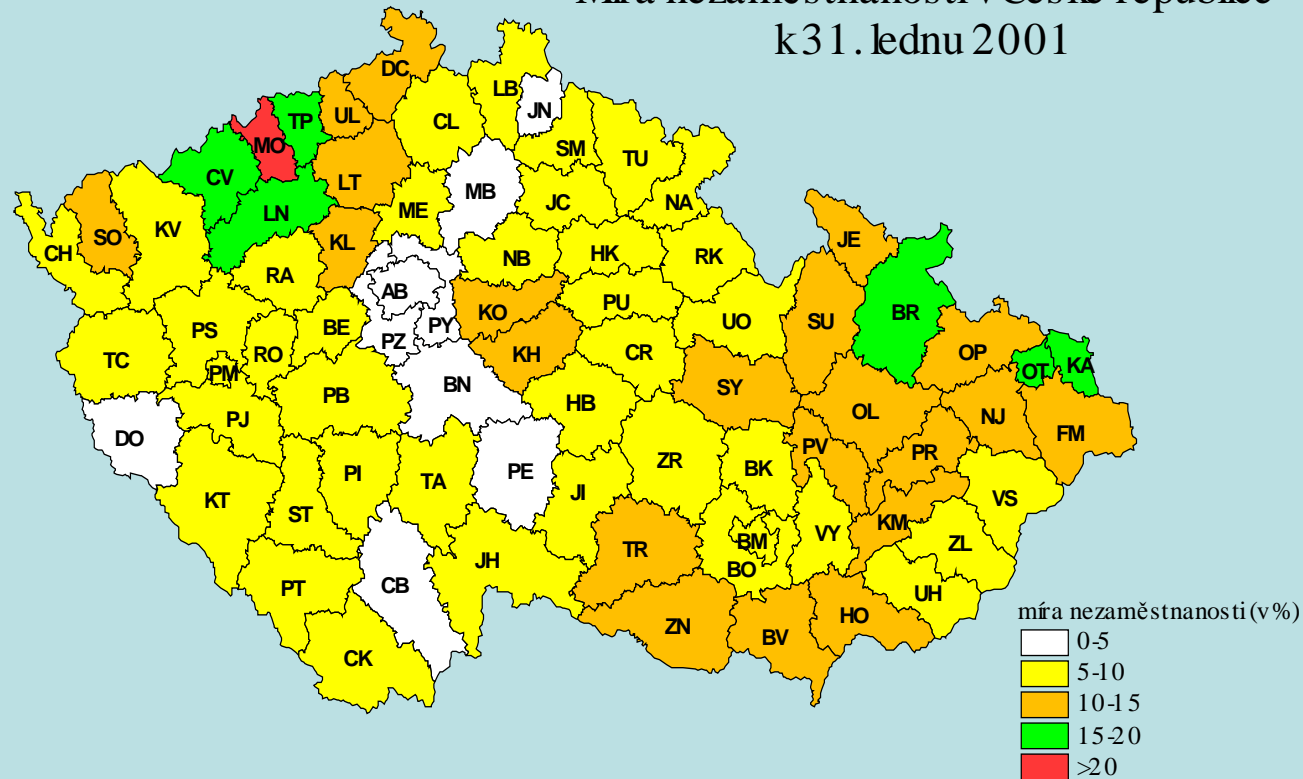 Míra nezaměstnanosti v České republice
k 31. lednu 2001
DC
LB
JN
UL
TP
CL
MO
SM
TU
CV
LT
MB
JC
NA
LN
ME
SO
KV
KL
CH
NB
HK
RK
JE
RA
AB
KO
PU
BR
PS
BE
PY
UO
SU
PZ
TC
RO
KH
CR
OP
PM
OT
KA
BN
SY
PB
HB
OL
NJ
DO
PJ
FM
PV
PR
ZR
BK
PE
PI
TA
JI
VS
KT
ST
KM
VY
BM
ZL
TR
BO
JH
PT
CB
UH
HO
ZN
BV
CK
míra nezaměstnanosti (v %)
0-5
5-10
10-15
15-20
>20